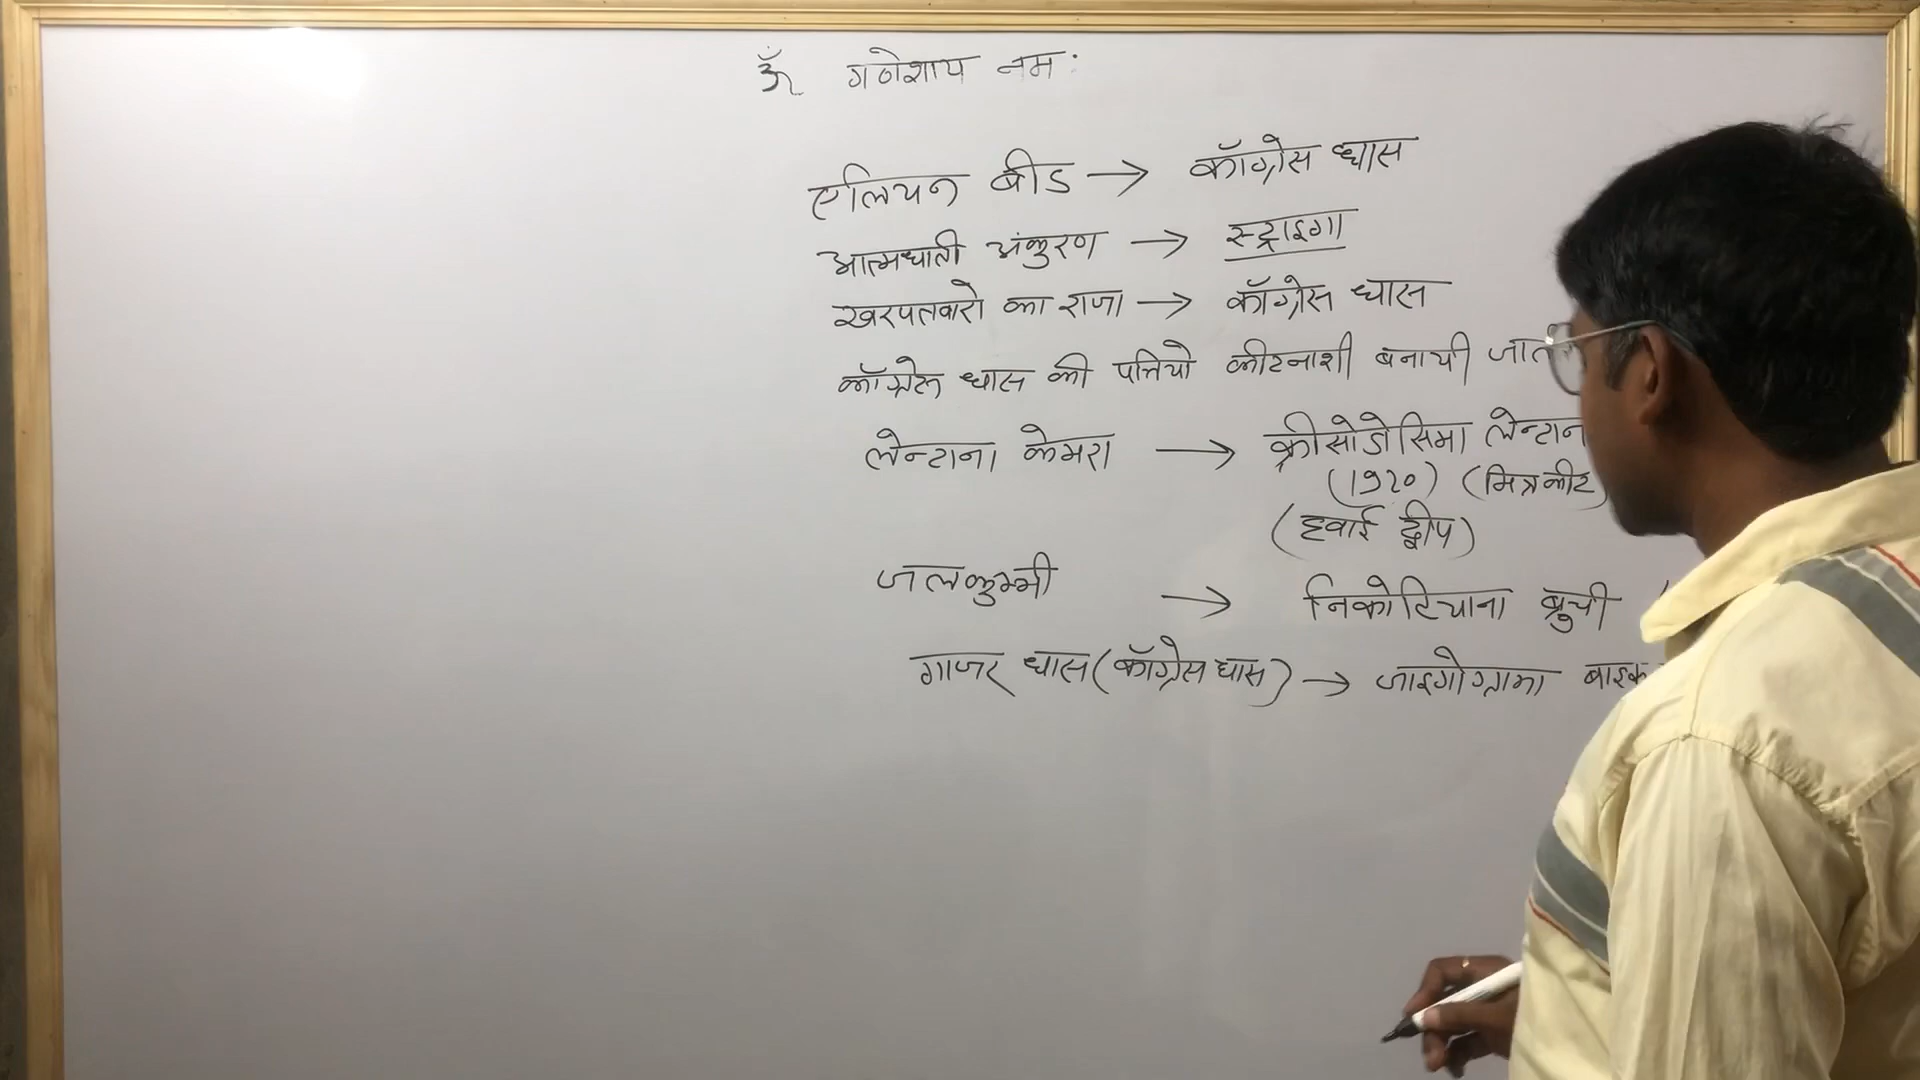 ॐ गणेशाय नमः
एलियन बीड → कॉग्रेस घास
आत्मघाती अंकुरण → स्ट्राइगा
खरपतवारो का राजा → कॉग्रेस घास
कॉग्रेस घास की पत्तियो कीटनाशी बनायी
लेन्टाना केमरा → क्रीसोडोसिमा
(1920) (मित्रकीट
(हवाई द्वीप)
जलकुम्भी → निकोटियाना ब्रुची
गाजर घास (कॉग्रेस घास) → जाइगोग्रामा